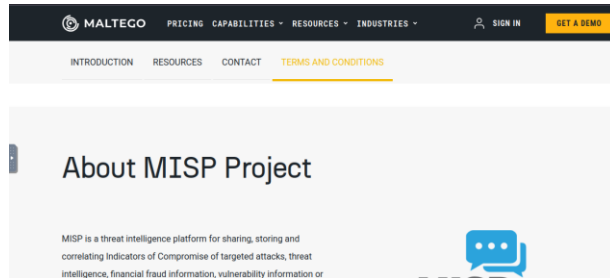 MALTEGO PRICING CAPABILITIES RESOURCES INDUSTRIES SIGN IN GET A DEMO
INTRODUCTION RESOURCES CONTACT TERMS AND CONDITIONS
About MISP Project
MISP is a threat intelligence platform for sharing, storing and
correlating Indicators of Compromise of targeted attacks, threat
intelligence, financial fraud information, vulnerability information or
MISP